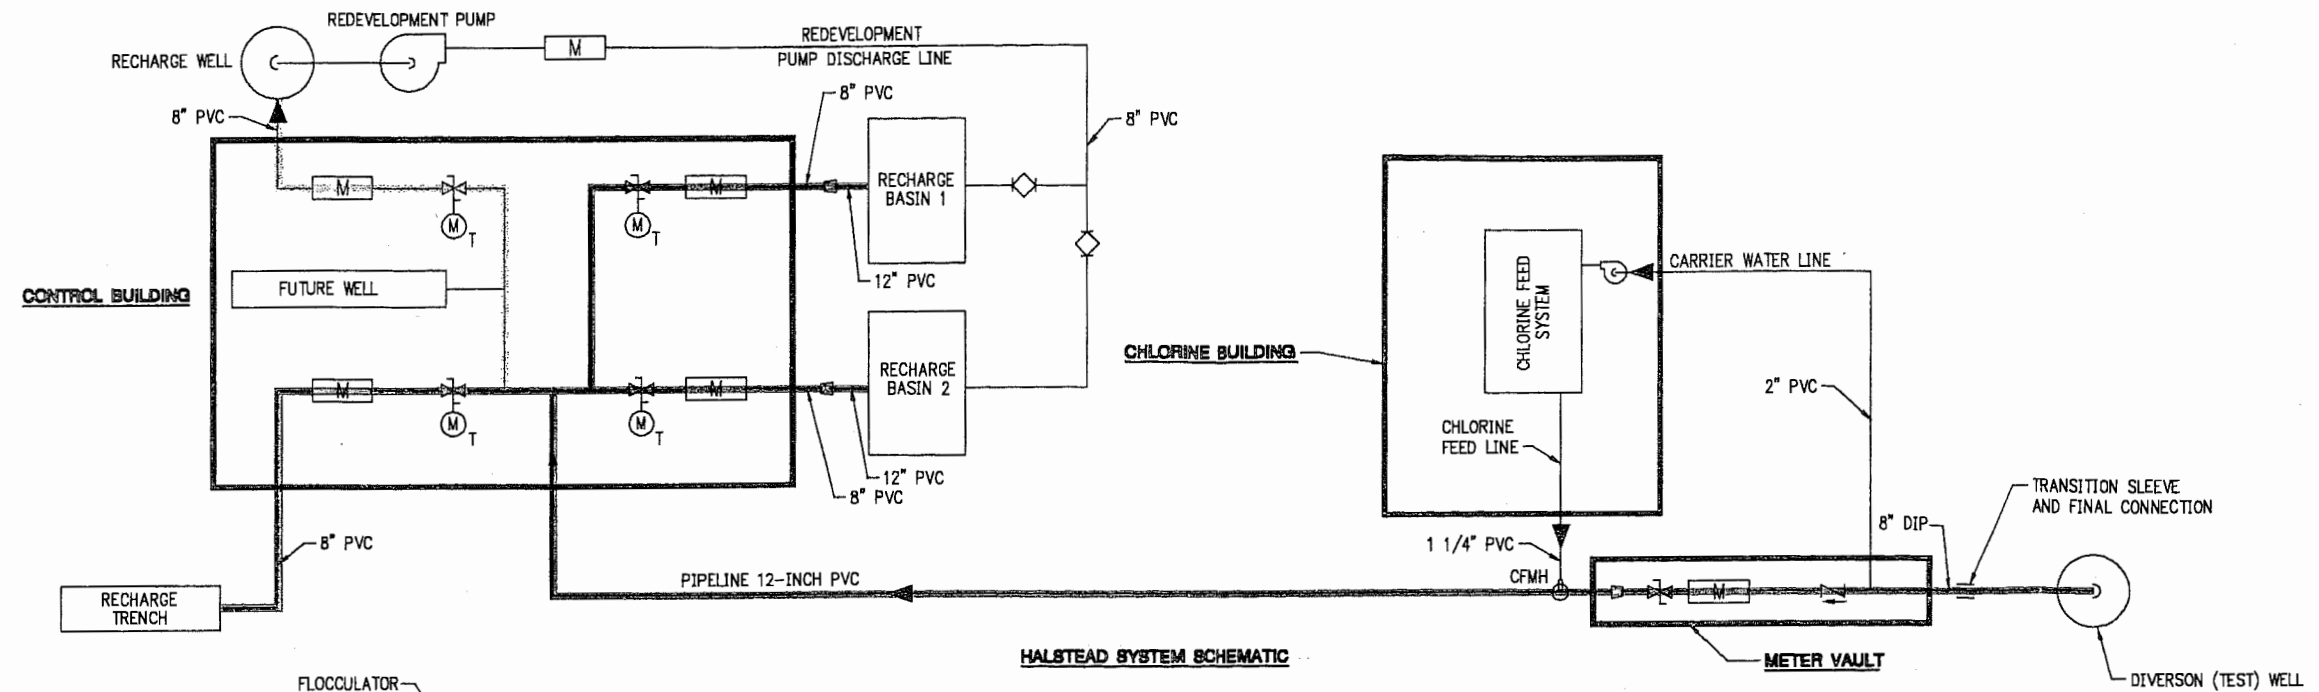 REDEVELOPMENT PUMP
RECHARGE WELL
M
REDEVELOPMENT
PUMP DISCHARGE LINE
8" PVC
8" PVC
8" PVC
M
M
T
M
M
T
RECHARGE
BASIN 1
12" PVC
FUTURE WELL
CONTROL BUILDING
M
M
T
M
M
T
RECHARGE
BASIN 2
12" PVC
8" PVC
8" PVC
RECHARGE
TRENCH
PIPELINE 12-INCH PVC
CHLORINE BUILDING
CHLORINE FEED
SYSTEM
CARRIER WATER LINE
2" PVC
CHLORINE
FEED LINE
1 1/4" PVC
CFMH
M
8" DIP
TRANSITION SLEEVE
AND FINAL CONNECTION
METER VAULT
DIVERSON (TEST) WELL
HALSTEAD SYSTEM SCHEMATIC
FLOCCULATOR